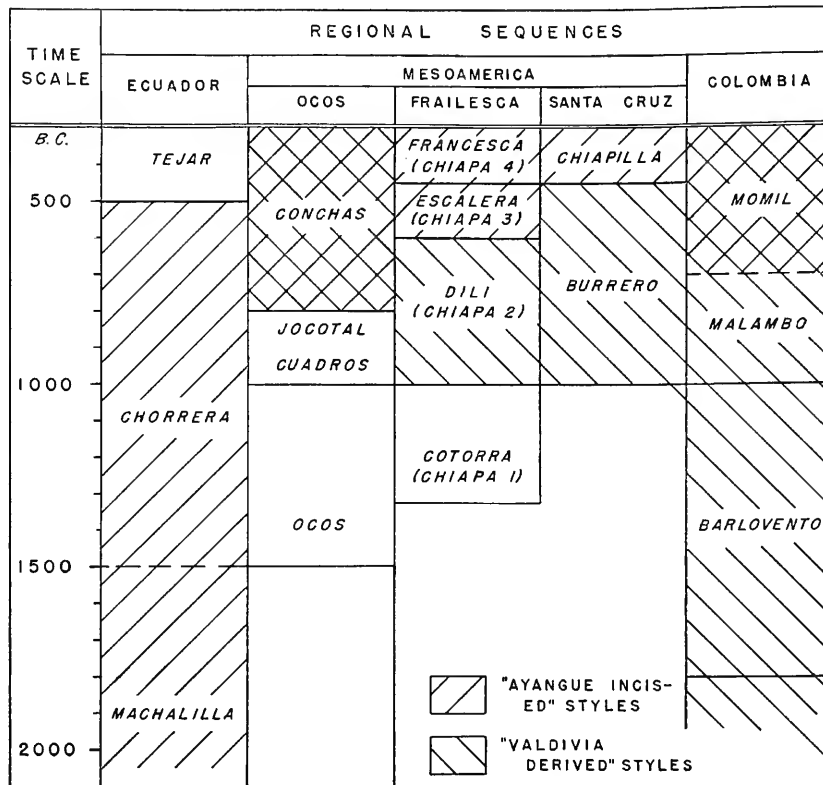 REGIONAL SEQUENCES
TIME
SCALE
ECUADOR
MESOAMERICA
COLOMBIA
OCOS
FRAILESCA
SANTA CRUZ
B.C.
TEJAR
FRANCESCA
(CHIAPA 4)
CHIAPILLA
500
CONCHAS
ESCALERA
(CHIAPA 3)
MOMIL
DILI
(CHIAPA 2)
BURRERO
JOCOTAL
MALAMBO
CUADROS
1000
CHORRERA
COTORRA
(CHIAPA 1)
OCOS
BARLOVENTO
1500
"AYANGUE INCIS-
ED" STYLES
MACHALILLA
2000
"VALDIVIA
DERIVED" STYLES